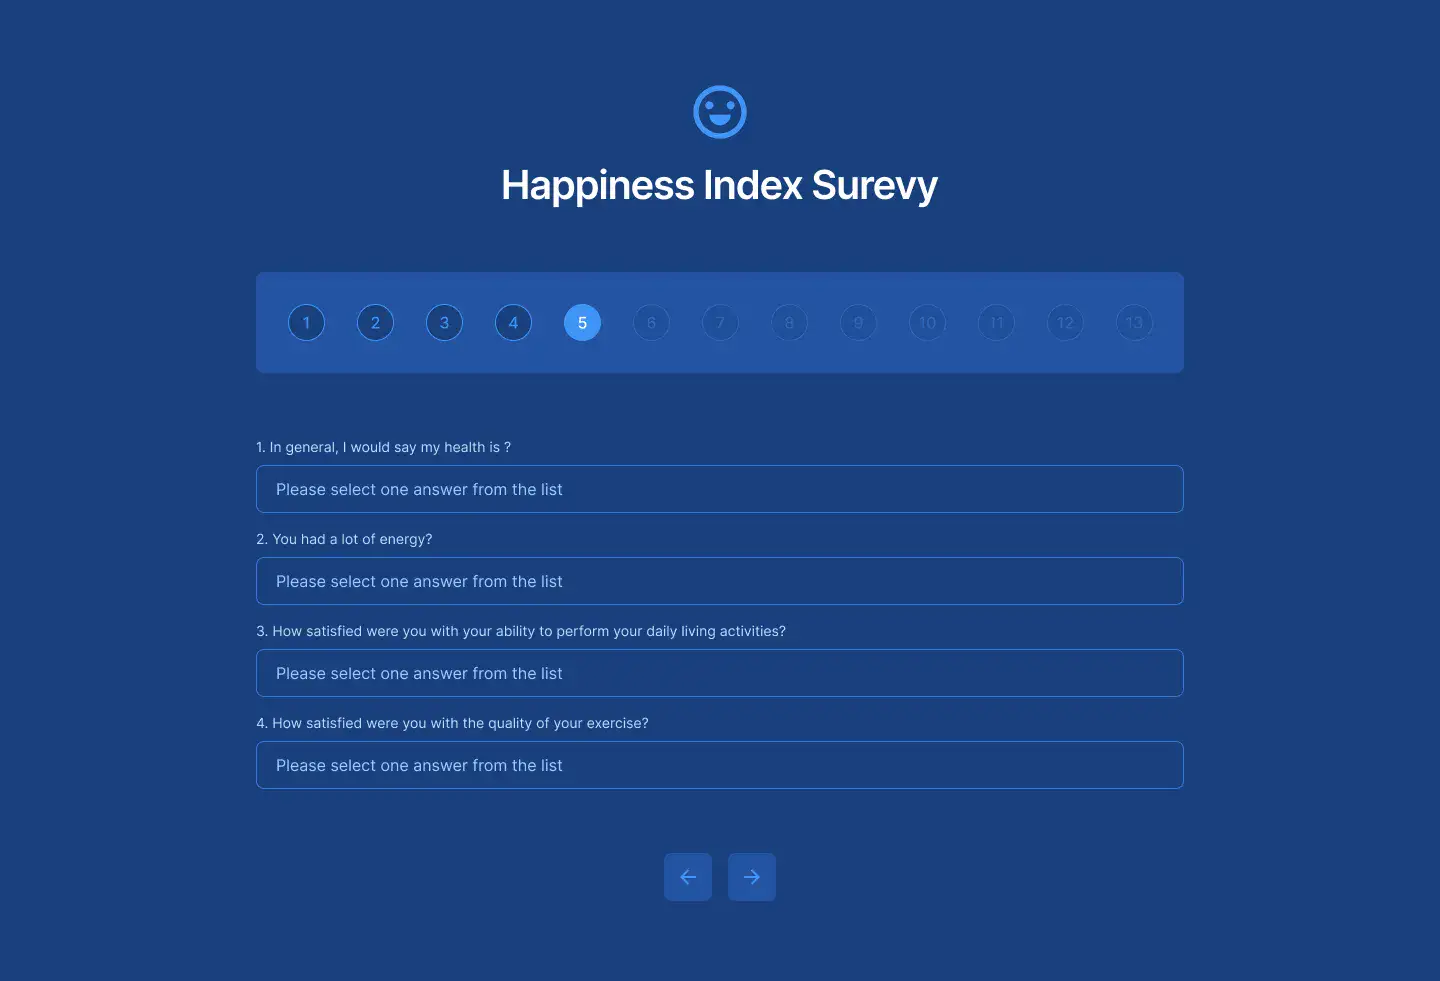 Happiness Index Surevy
1 2 3 4 5 6 7 8 9 10 11 12 13
1. In general, I would say my health is ?
Please select one answer from the list
2. You had a lot of energy?
Please select one answer from the list
3. How satisfied were you with your ability to perform your daily living activities?
Please select one answer from the list
4. How satisfied were you with the quality of your exercise?
Please select one answer from the list